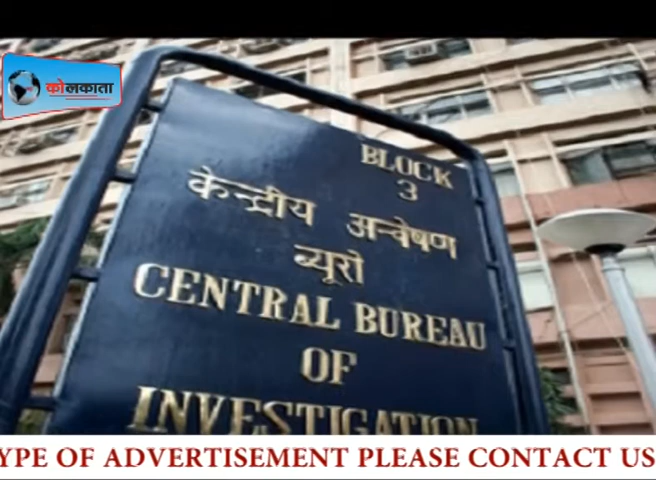 कोलकाता
BLOCK
3
केन्द्रीय अन्वेषण
ब्यूरो
CENTRAL BUREAU
OF
INVESTIGATION
YPE OF ADVERTISEMENT PLEASE CONTACT US